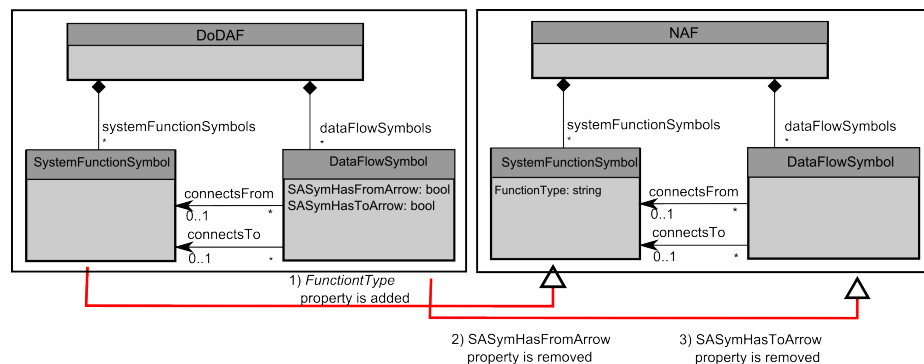 DoDAF
systemFunctionSymbols
*
dataFlowSymbols
*
SystemFunctionSymbol
DataFlowSymbol
SASymHasFromArrow: bool
SASymHasToArrow: bool
connectsFrom
0..1
*
connectsTo
0..1
*
NAF
systemFunctionSymbols
*
dataFlowSymbols
*
SystemFunctionSymbol
FunctionType: string
DataFlowSymbol
connectsFrom
0..1
*
connectsTo
0..1
*
1) FunctiontType
property is added
2) SASymHasFromArrow
property is removed
3) SASymHasToArrow
property is removed